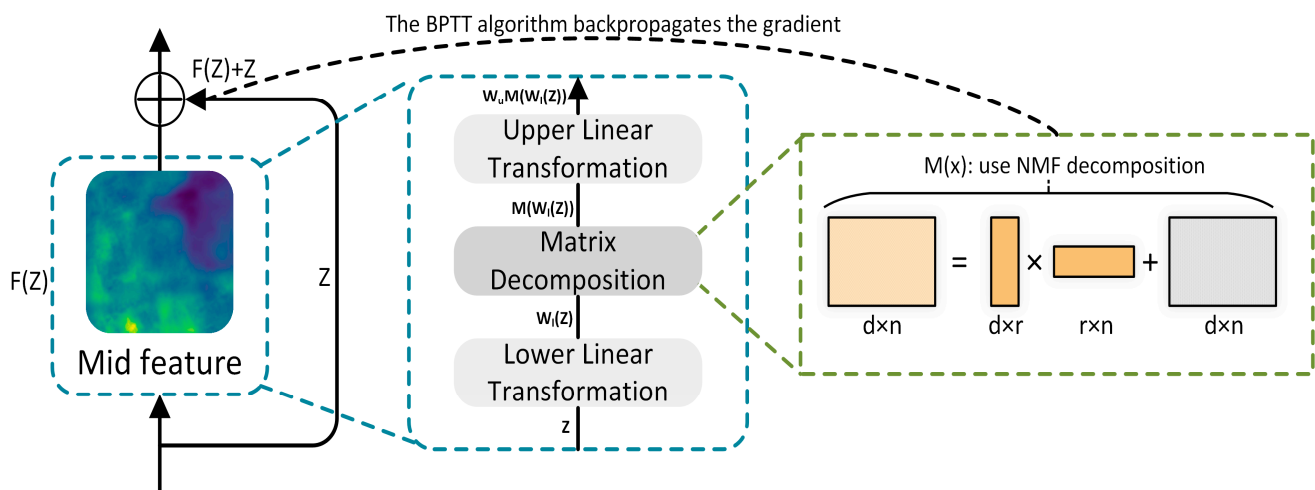 The BPTT algorithm backpropagates the gradient
F(Z)+Z
F(Z)
Mid feature
Z
WuM(Wl(Z))
Upper Linear
Transformation
M(Wl(Z))
Matrix
Decomposition
Wl(Z)
Lower Linear
Transformation
Z
M(x): use NMF decomposition
= × +
d×n d×r r×n d×n